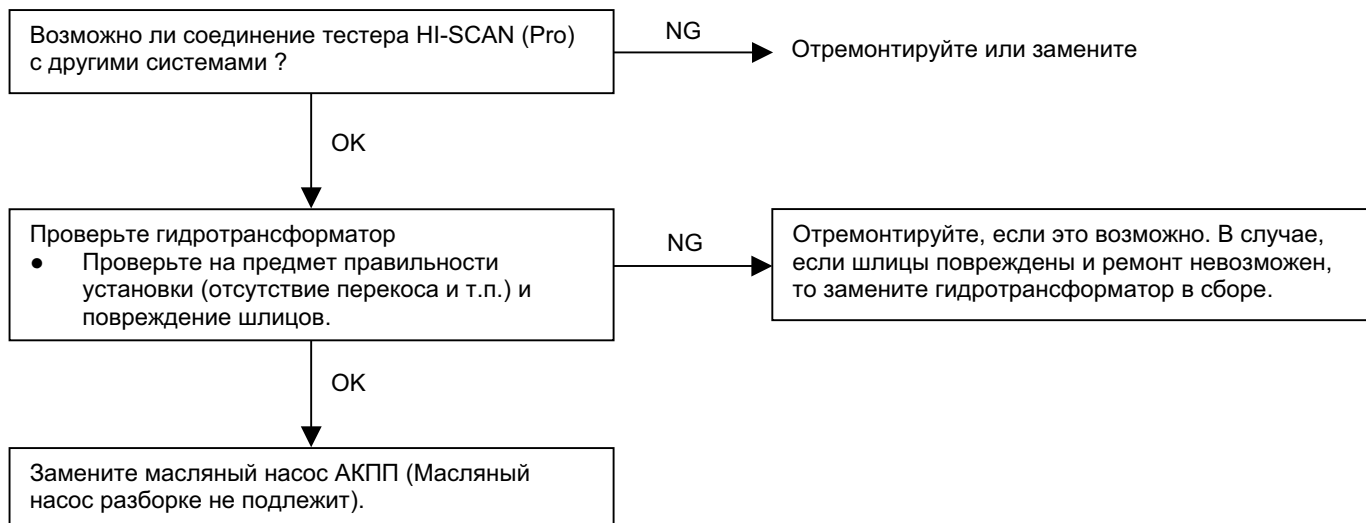 Возможно ли соединение тестера HI-SCAN (Pro)
с другими системами ?
NG
Отремонтируйте или замените
OK
Проверьте гидротрансформатор
● Проверьте на предмет правильности
установки (отсутствие перекоса и т.п.) и
повреждение шлицов.
NG
Отремонтируйте, если это возможно. В случае,
если шлицы повреждены и ремонт невозможен,
то замените гидротрансформатор в сборе.
OK
Замените масляный насос АКПП (Масляный
насос разборке не подлежит).